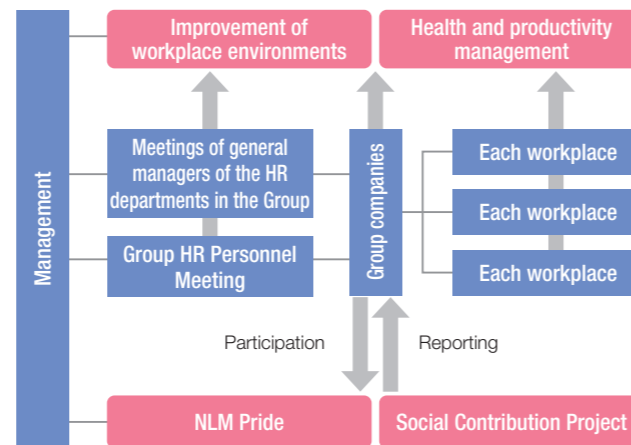 Improvement of
workplace environments
Health and productivity
management
Management
Meetings of general
managers of the HR
departments in the Group
Group HR Personnel
Meeting
Group companies
Each workplace
Each workplace
Each workplace
Participation
Reporting
NLM Pride
Social Contribution Project